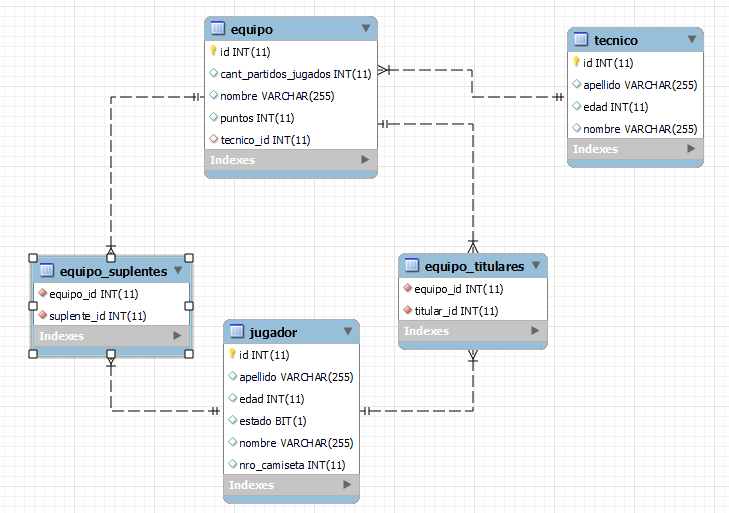 equipo
id INT(11)
cant_partidos_jugados INT(11)
nombre VARCHAR(255)
puntos INT(11)
tecnico_id INT(11)
Indexes
tecnico
id INT(11)
apellido VARCHAR(255)
edad INT(11)
nombre VARCHAR(255)
Indexes
equipo_suplentes
equipo_id INT(11)
suplente_id INT(11)
Indexes
equipo_titulares
equipo_id INT(11)
titular_id INT(11)
Indexes
jugador
id INT(11)
apellido VARCHAR(255)
edad INT(11)
estado BIT(1)
nombre VARCHAR(255)
nro_camiseta INT(11)
Indexes